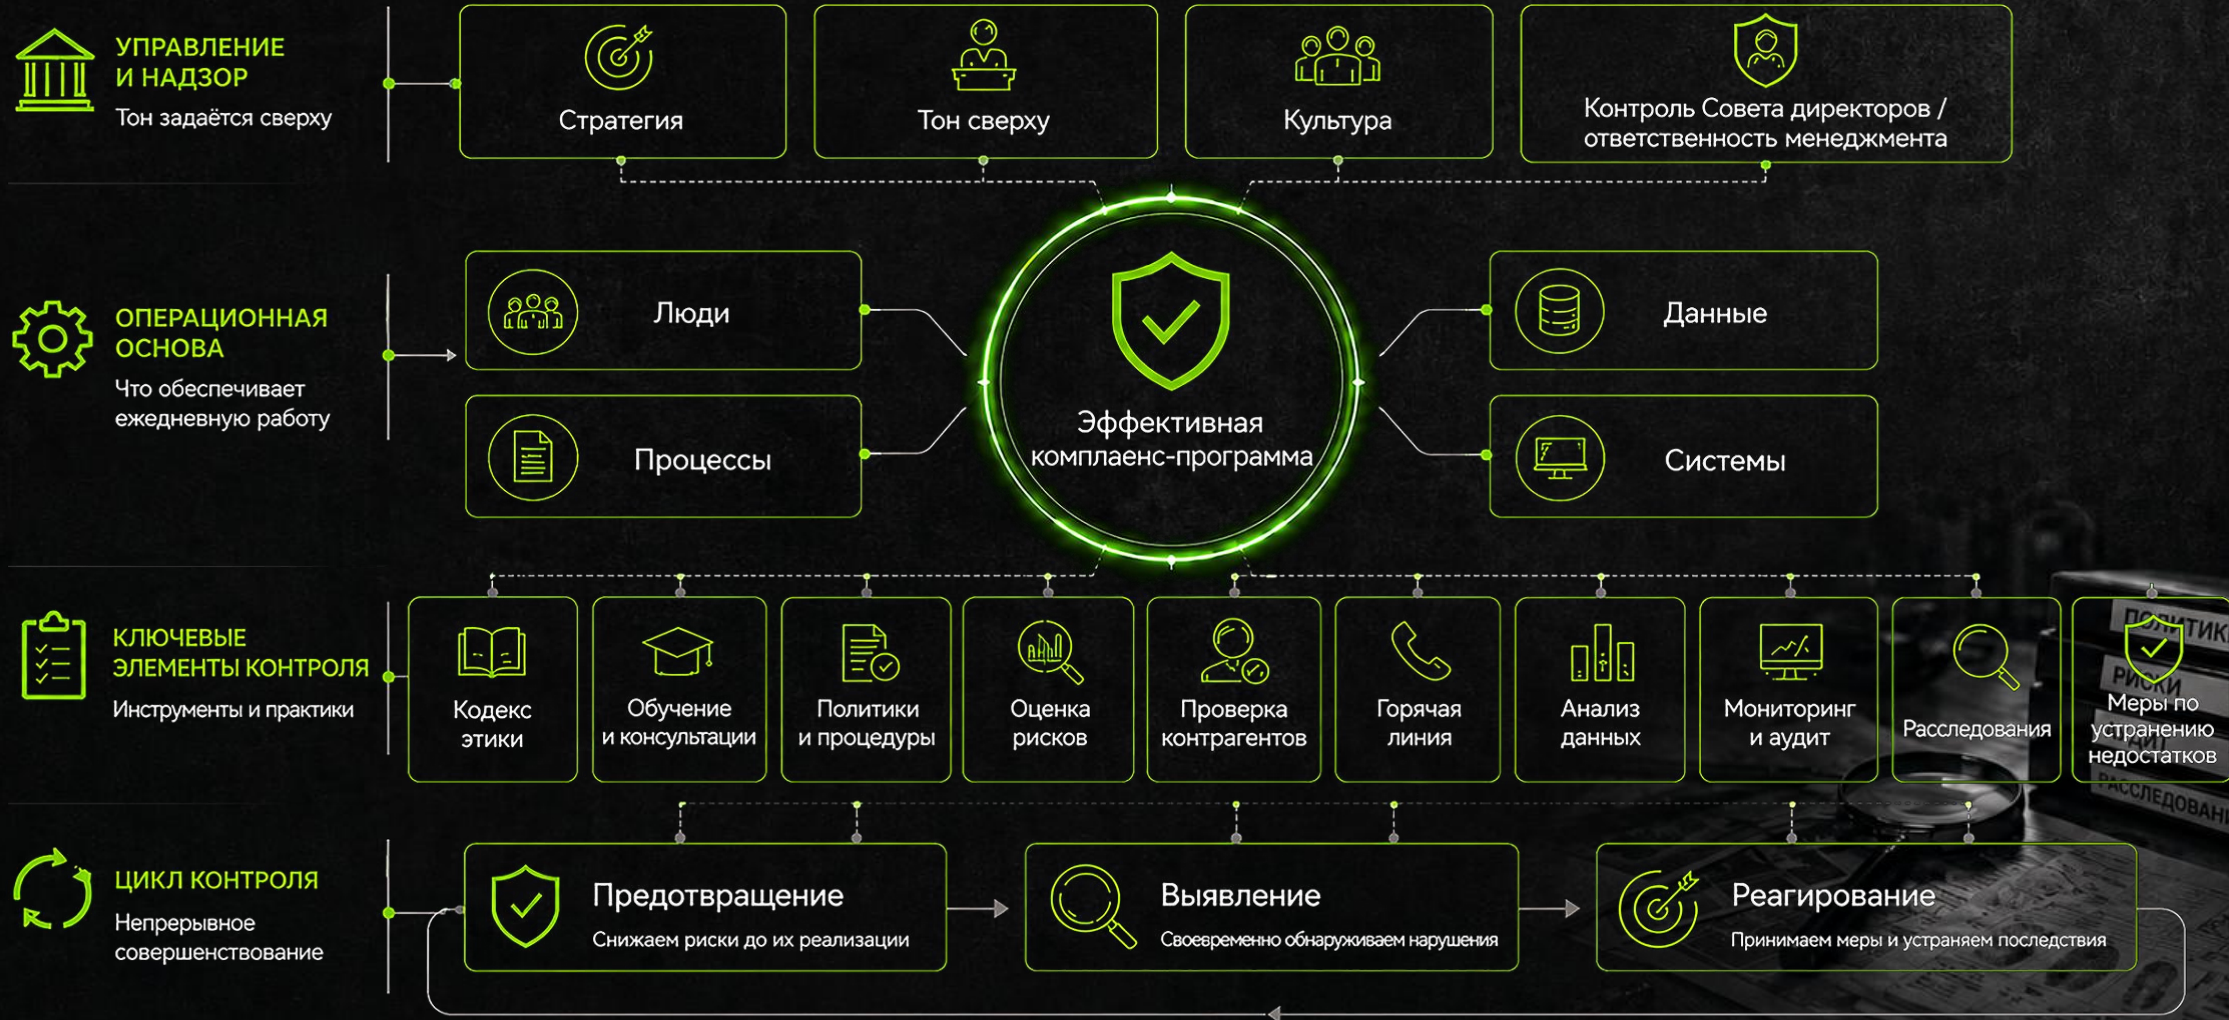 УПРАВЛЕНИЕ
И НАДЗОР
Тон задаётся сверху
Стратегия
Тон сверху
Культура
Контроль Совета директоров /
ответственность менеджмента
ОПЕРАЦИОННАЯ
ОСНОВА
Что обеспечивает
ежедневную работу
Люди
Процессы
Эффективная
комплаенс-программа
Данные
Системы
КЛЮЧЕВЫЕ
ЭЛЕМЕНТЫ КОНТРОЛЯ
Инструменты и практики
Кодекс
этики
Обучение
и консультации
Политики
и процедуры
Оценка
рисков
Проверка
контрагентов
Горячая
линия
Анализ
данных
Мониторинг
и аудит
Расследования
Меры по
устранению
недостатков
ПОЛИТИК
РИСКИ
РАССЛЕДОВАН
ЦИКЛ КОНТРОЛЯ
Непрерывное
совершенствование
Предотвращение
Снижаем риски до их реализации
Выявление
Своевременно обнаруживаем нарушения
Реагирование
Принимаем меры и устраняем последствия